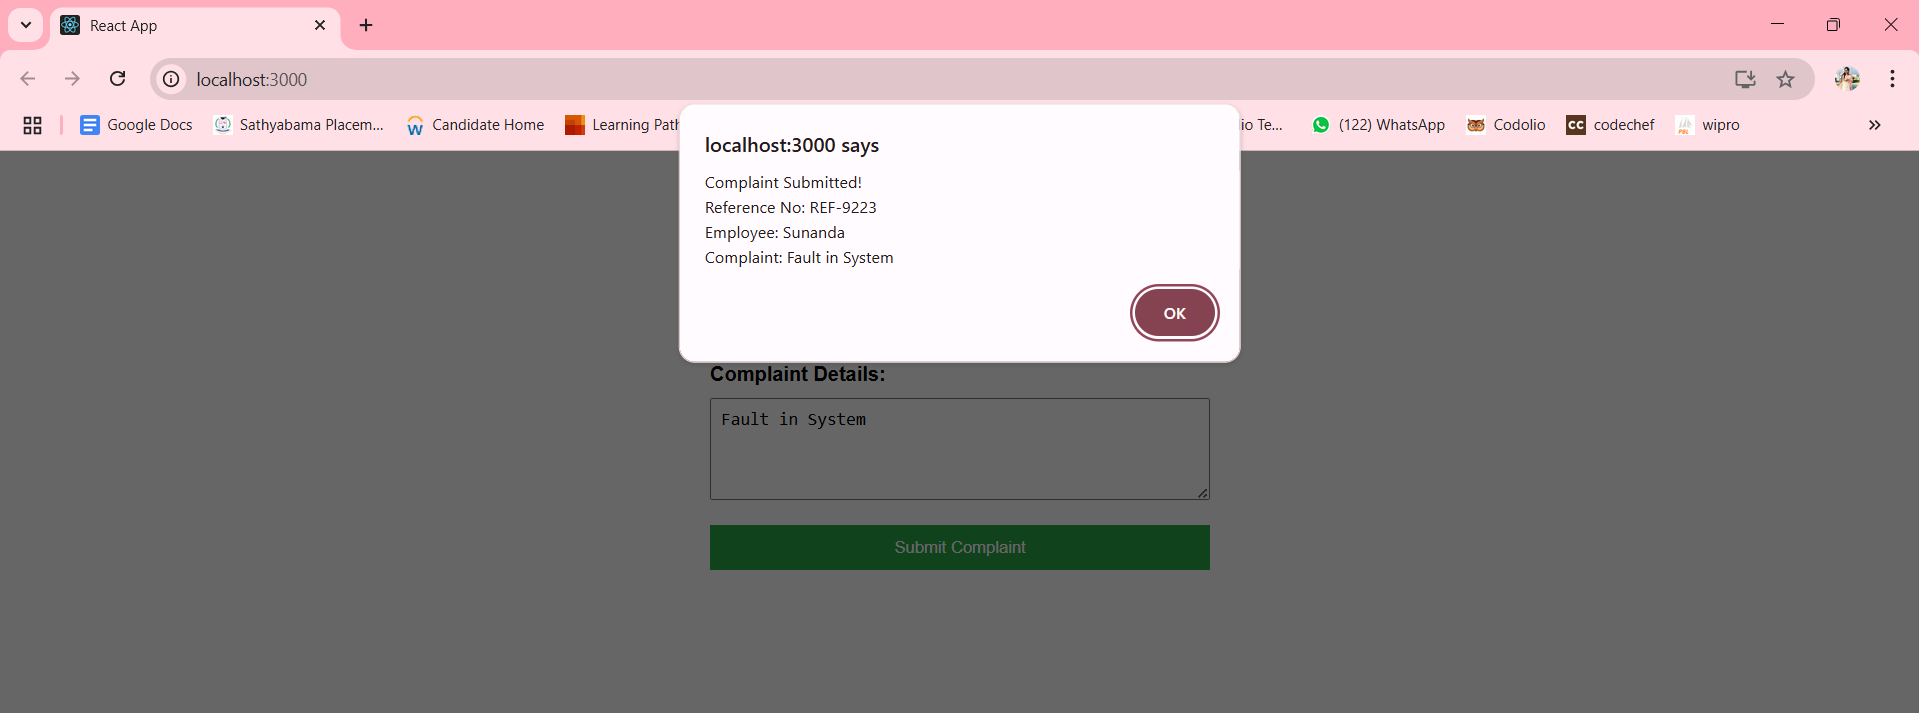 React App
localhost:3000
Google Docs
Sathyabama Placem...
Candidate Home
Learning Path
io Te...
(122) WhatsApp
Codolio
CC
codechef
wipro
localhost:3000 says
Complaint Submitted!
Reference No: REF-9223
Employee: Sunanda
Complaint: Fault in System
OK
Complaint Details:
Fault in System
Submit Complaint